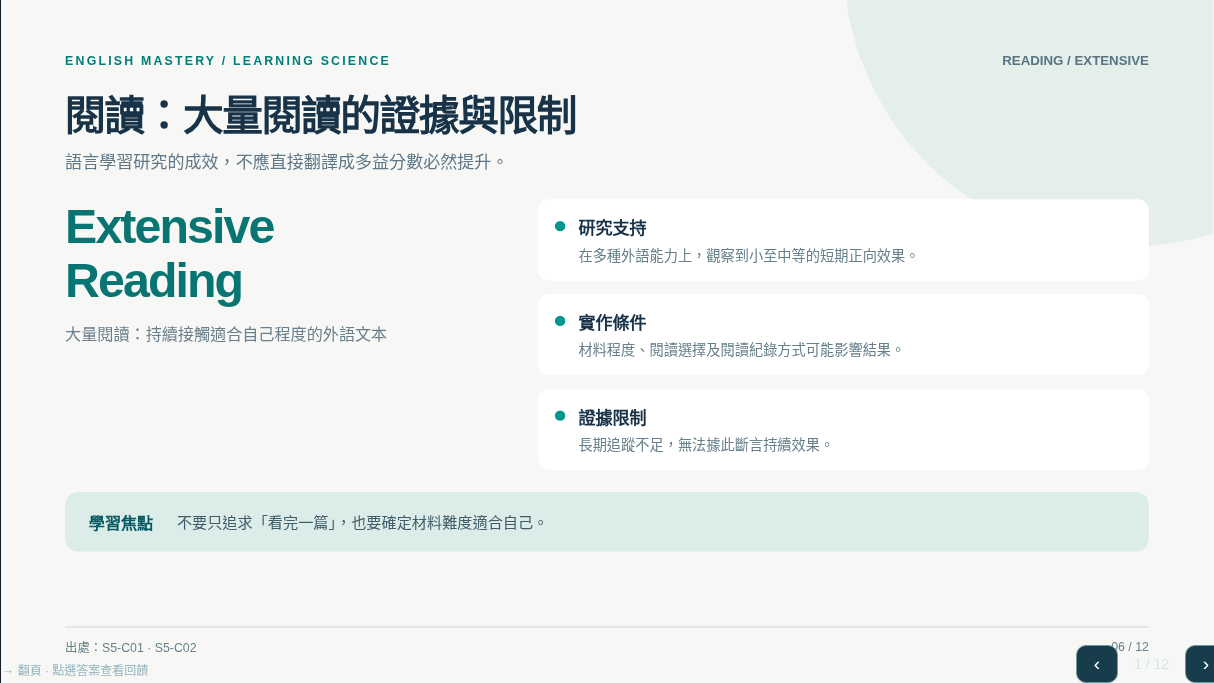 ENGLISH MASTERY / LEARNING SCIENCE
READING / EXTENSIVE
閱讀：大量閱讀的證據與限制
語言學習研究的成效，不應直接翻譯成多益分數必然提升。
Extensive
Reading
大量閱讀：持續接觸適合自己程度的外語文本
研究支持
在多種外語能力上，觀察到小至中等的短期正向效果。
實作條件
材料程度、閱讀選擇及閱讀紀錄方式可能影響結果。
證據限制
長期追蹤不足，無法據此斷言持續效果。
學習焦點 不要只追求「看完一篇」，也要確定材料難度適合自己。
出處：S5-C01 · S5-C02
06 / 12
→ 翻頁 · 點選答案查看回饋
‹ 1 / 12 ›